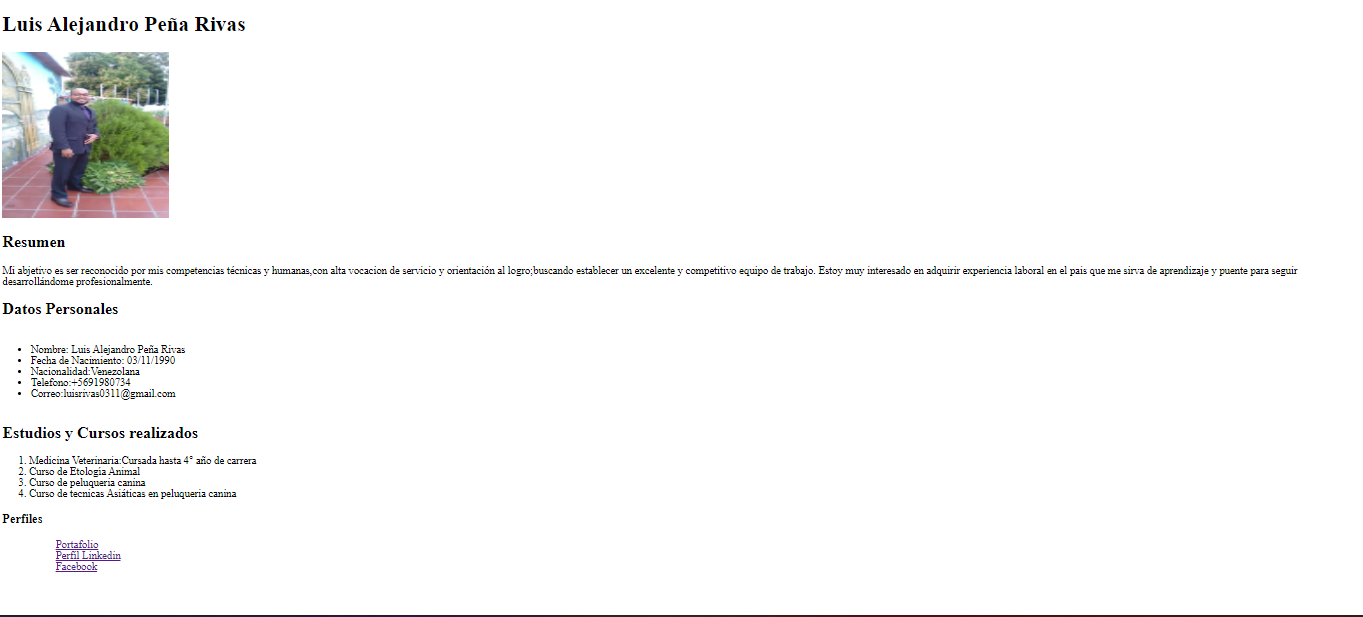 Luis Alejandro Peña Rivas
Resumen
Mi abjetivo es ser reconocido por mis competencias técnicas y humanas,con alta vocacion de servicio y orientación al logro;buscando establecer un excelente y competitivo equipo de trabajo. Estoy muy interesado en adquirir experiencia laboral en el pais que me sirva de aprendizaje y puente para seguir
desarrollándome profesionalmente.
Datos Personales
• Nombre: Luis Alejandro Peña Rivas
• Fecha de Nacimiento: 03/11/1990
• Nacionalidad:Venezolana
• Telefono:+5691980734
• Correo:luisrivas0311@gmail.com
Estudios y Cursos realizados
1. Medicina Veterinaria:Cursada hasta 4° año de carrera
2. Curso de Etologia Animal
3. Curso de peluqueria canina
4. Curso de tecnicas Asiáticas en peluqueria canina
Perfiles
Portafolio
Perfil Linkedin
Facebook